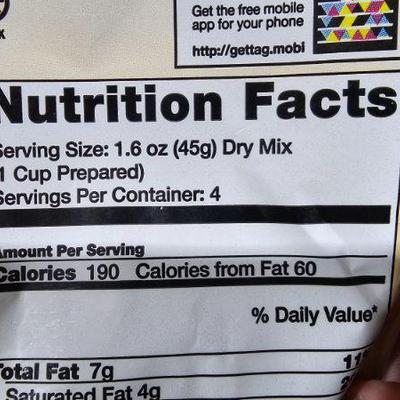 Get the free mobile
app for your phone
http://gettag.mobi
Nutrition Facts
Serving Size: 1.6 oz (45g) Dry Mix
(1 Cup Prepared)
Servings Per Container: 4
Amount Per Serving
Calories 190 Calories from Fat 60
% Daily Value*
Total Fat 7g
Saturated Fat 4g